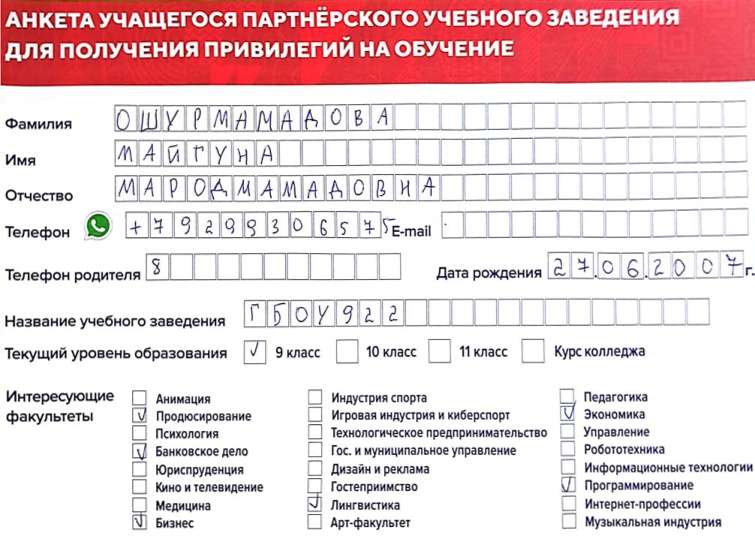 АНКЕТА УЧАЩЕГОСЯ ПАРТНЁРСКОГО УЧЕБНОГО ЗАВЕДЕНИЯ
ДЛЯ ПОЛУЧЕНИЯ ПРИВИЛЕГИЙ НА ОБУЧЕНИЕ
Фамилия ОШУРМАМАДОВА
Имя МАЙГУНА
Отчество МАРОДМАМАДОВНА
Телефон +79299306575 E-mail
Телефон родителя 8 Дата рождения 27.06.2007 г.
Название учебного заведения ГБОУ922
Текущий уровень образования 9 класс 10 класс 11 класс Курс колледжа
Интересующие факультеты
Анимация
Продюсирование
Психология
Банковское дело
Юриспруденция
Кино и телевидение
Медицина
Бизнес
Индустрия спорта
Игровая индустрия и киберспорт
Технологическое предпринимательство
Гос. и муниципальное управление
Дизайн и реклама
Гостеприимство
Лингвистика
Арт-факультет
Педагогика
Экономика
Управление
Робототехника
Информационные технологии
Программирование
Интернет-профессии
Музыкальная индустрия